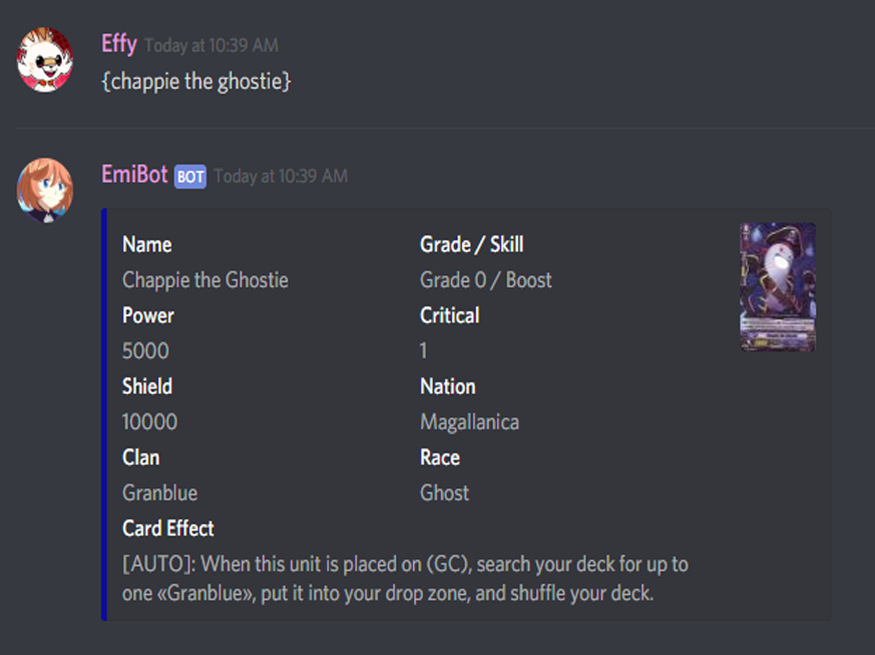 Effy Today at 10:39 AM
{chappie the ghostie}
EmiBot BOT Today at 10:39 AM
Name
Grade / Skill
Chappie the Ghostie
Grade 0 / Boost
Power
Critical
5000
1
Shield
Nation
10000
Magallanica
Clan
Race
Granblue
Ghost
Card Effect
[AUTO]: When this unit is placed on (GC), search your deck for up to
one «Granblue», put it into your drop zone, and shuffle your deck.